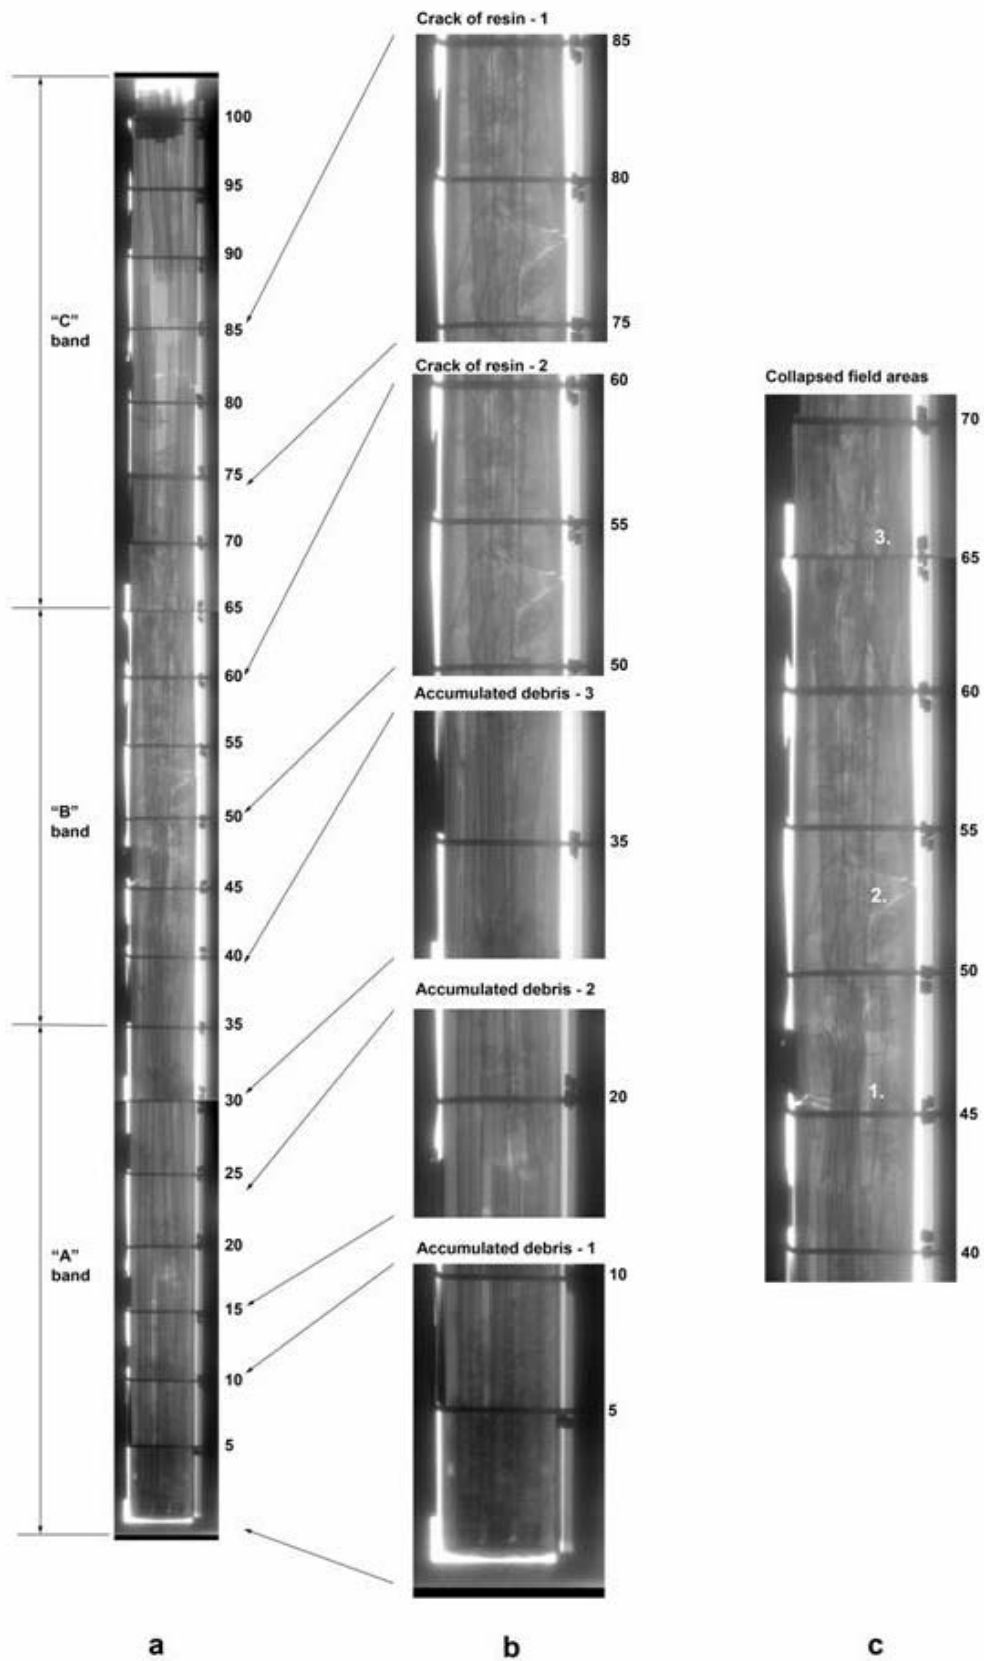 100
95
90
85
80
75
70
65
60
55
50
45
40
35
30
25
20
15
10
5
“C”
band
“B”
band
“A”
band
a
Crack of resin - 1
85
80
75
Crack of resin - 2
60
55
50
Accumulated debris - 3
35
Accumulated debris - 2
20
Accumulated debris - 1
10
5
b
Collapsed field areas
70
3.
65
60
55
2.
50
1.
45
40
c